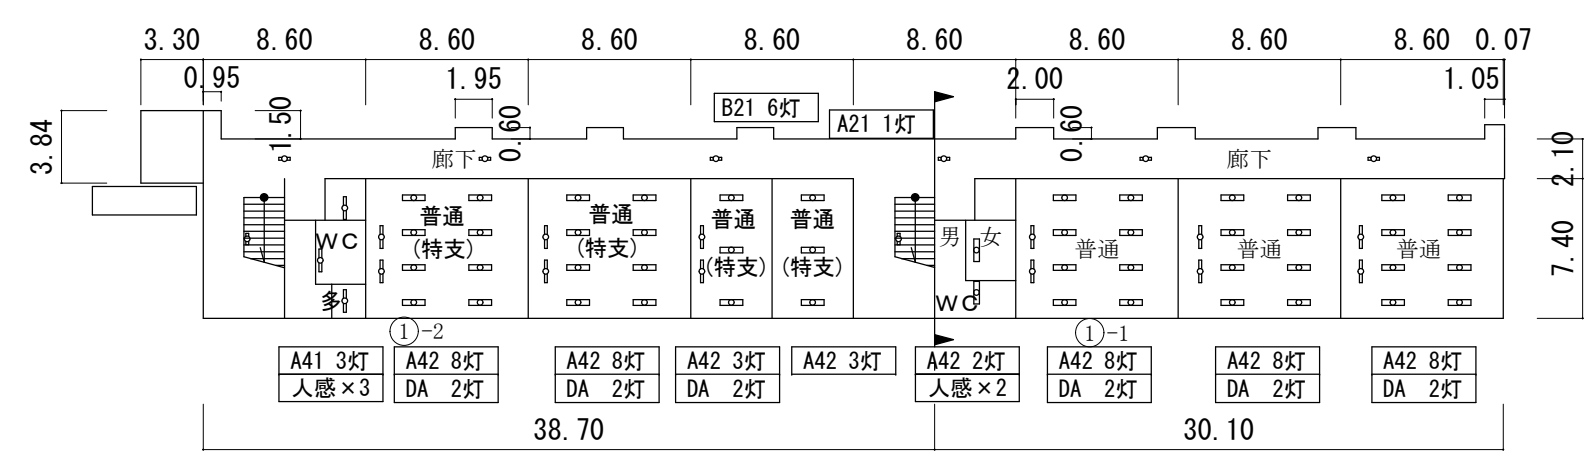 3.30 8.60 8.60 8.60 8.60 8.60 8.60 8.60 8.60 0.07
0.95 1.95 2.00 1.05
B21 6灯
A21 1灯
3.84 1.50 0.60 0.60 2.10
廊下 廊下
普通 普通 普通 普通
WC (特支) (特支) (特支) (特支) 男 女 普通 普通 普通 7.40
多 WC
①-2 ①-1
A41 3灯 A42 8灯 A42 8灯 A42 3灯 A42 3灯 A42 2灯 A42 8灯 A42 8灯 A42 8灯
人感×3 DA 2灯 DA 2灯 DA 2灯 人感×2 DA 2灯 DA 2灯 DA 2灯
38.70 30.10